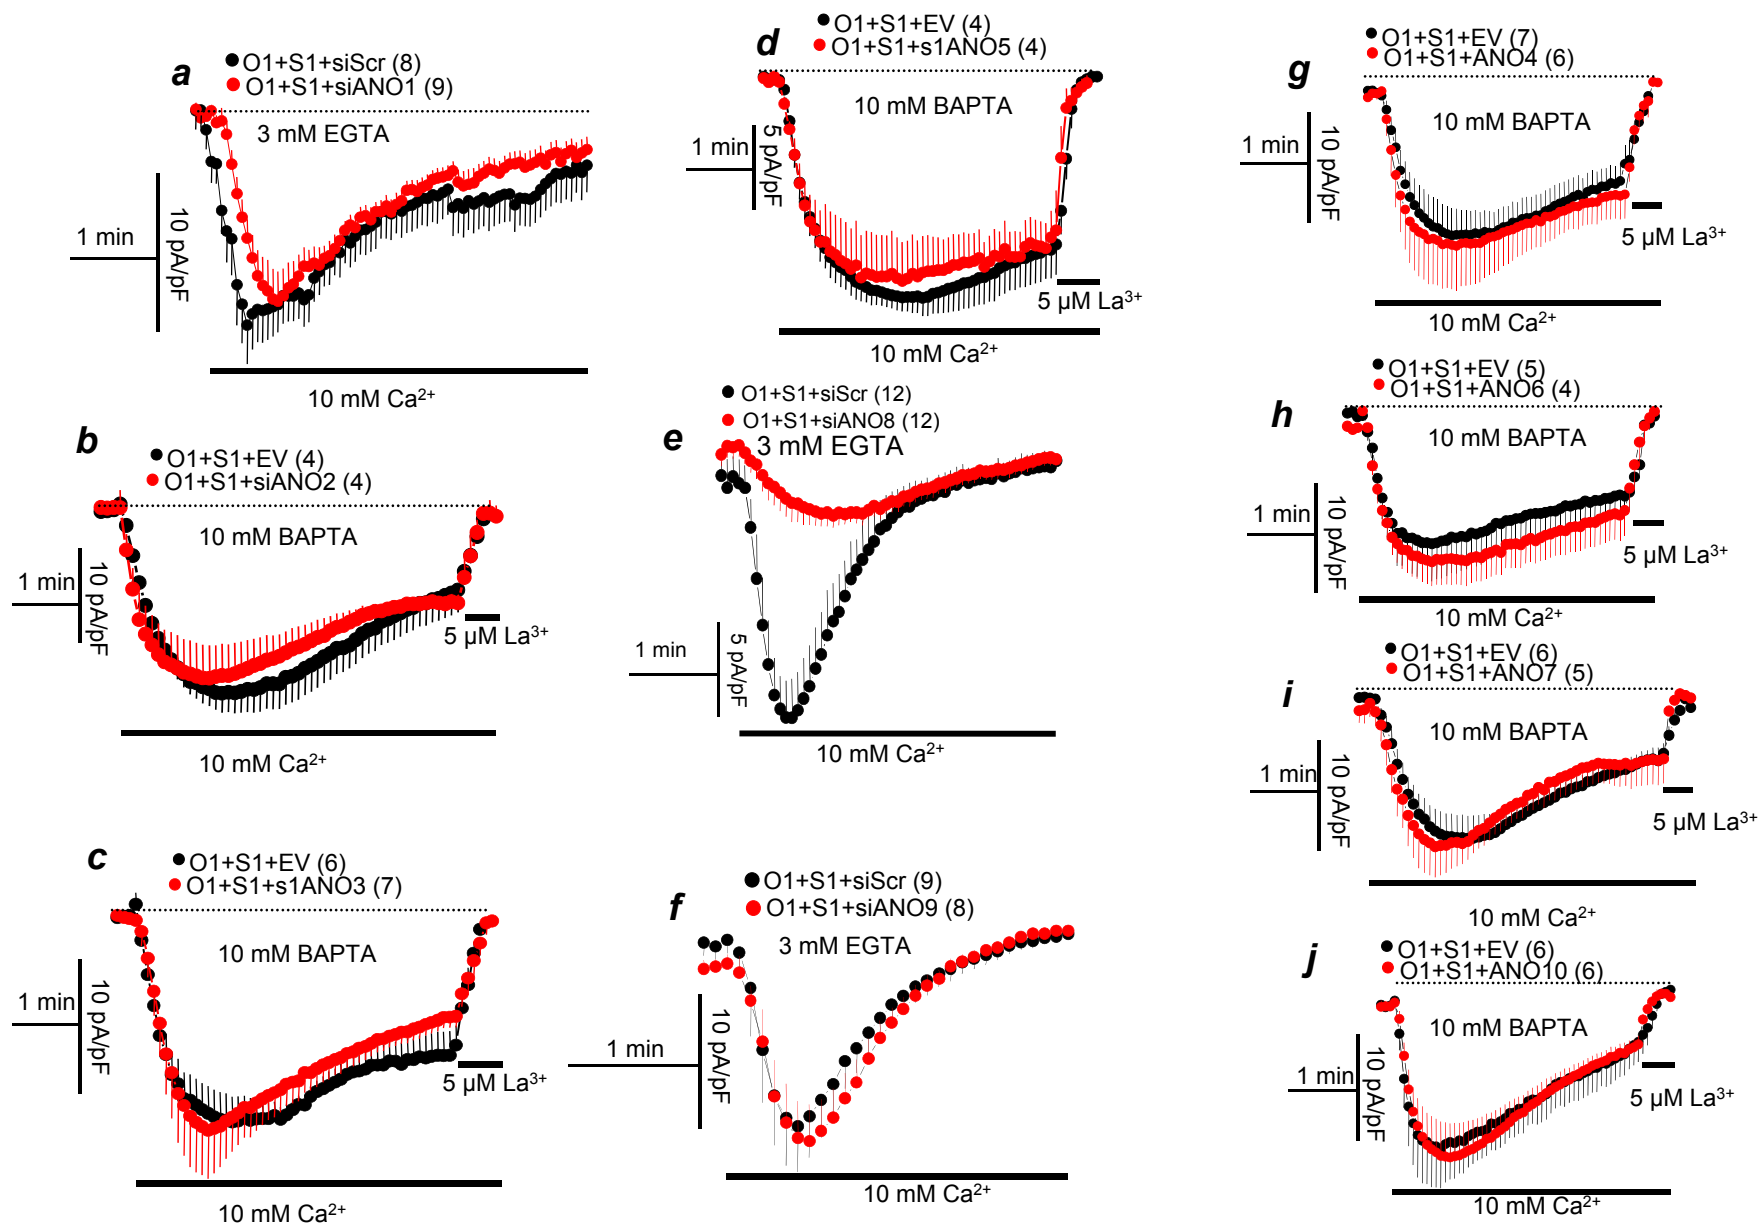 a
O1+S1+siScr (8)
O1+S1+siANO1 (9)
3 mM EGTA
1 min
10 pA/pF
10 mM Ca²⁺
b
O1+S1+EV (4)
O1+S1+siANO2 (4)
10 mM BAPTA
1 min
10 pA/pF
5 µM La³⁺
10 mM Ca²⁺
c
O1+S1+EV (6)
O1+S1+s1ANO3 (7)
10 mM BAPTA
1 min
10 pA/pF
5 µM La³⁺
10 mM Ca²⁺
d
O1+S1+EV (4)
O1+S1+s1ANO5 (4)
10 mM BAPTA
1 min
5 pA/pF
5 µM La³⁺
10 mM Ca²⁺
e
O1+S1+siScr (12)
O1+S1+siANO8 (12)
3 mM EGTA
1 min
5 pA/pF
10 mM Ca²⁺
f
O1+S1+siScr (9)
O1+S1+siANO9 (8)
3 mM EGTA
1 min
10 pA/pF
10 mM Ca²⁺
g
O1+S1+EV (7)
O1+S1+ANO4 (6)
10 mM BAPTA
1 min
10 pA/pF
5 µM La³⁺
10 mM Ca²⁺
h
O1+S1+EV (5)
O1+S1+ANO6 (4)
10 mM BAPTA
1 min
10 pA/pF
5 µM La³⁺
10 mM Ca²⁺
i
O1+S1+EV (6)
O1+S1+ANO7 (5)
10 mM BAPTA
1 min
10 pA/pF
5 µM La³⁺
10 mM Ca²⁺
j
O1+S1+EV (6)
O1+S1+ANO10 (6)
10 mM BAPTA
1 min
10 pA/pF
5 µM La³⁺
10 mM Ca²⁺